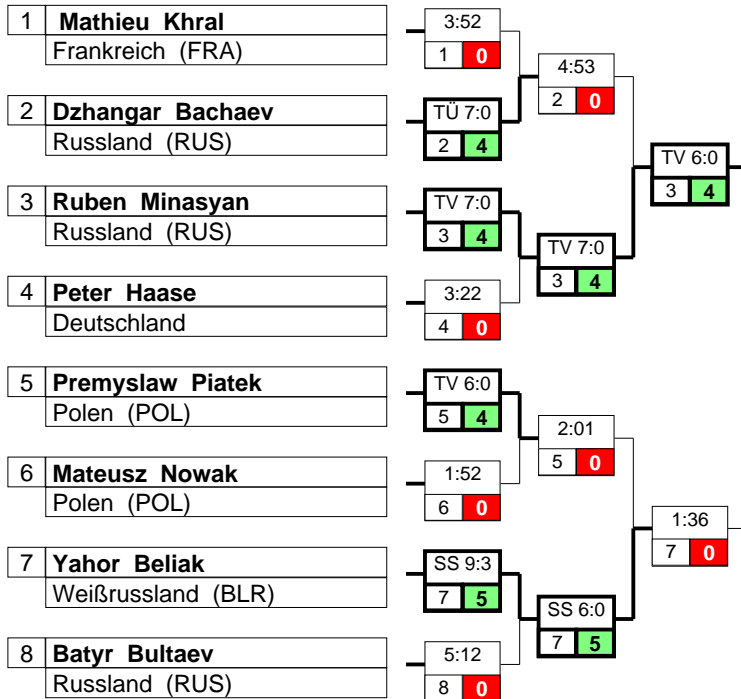 1 Mathieu Khral
Frankreich (FRA)
3:52
1 0
4:53
2 0
2 Dzhangar Bachaev
Russland (RUS)
TÜ 7:0
2 4
TV 6:0
3 4
3 Ruben Minasyan
Russland (RUS)
TV 7:0
3 4
TV 7:0
3 4
4 Peter Haase
Deutschland
3:22
4 0
5 Premyslaw Piatek
Polen (POL)
TV 6:0
5 4
2:01
5 0
6 Mateusz Nowak
Polen (POL)
1:52
6 0
1:36
7 0
7 Yahor Beliak
Weißrussland (BLR)
SS 9:3
7 5
SS 6:0
7 5
8 Batyr Bultaev
Russland (RUS)
5:12
8 0